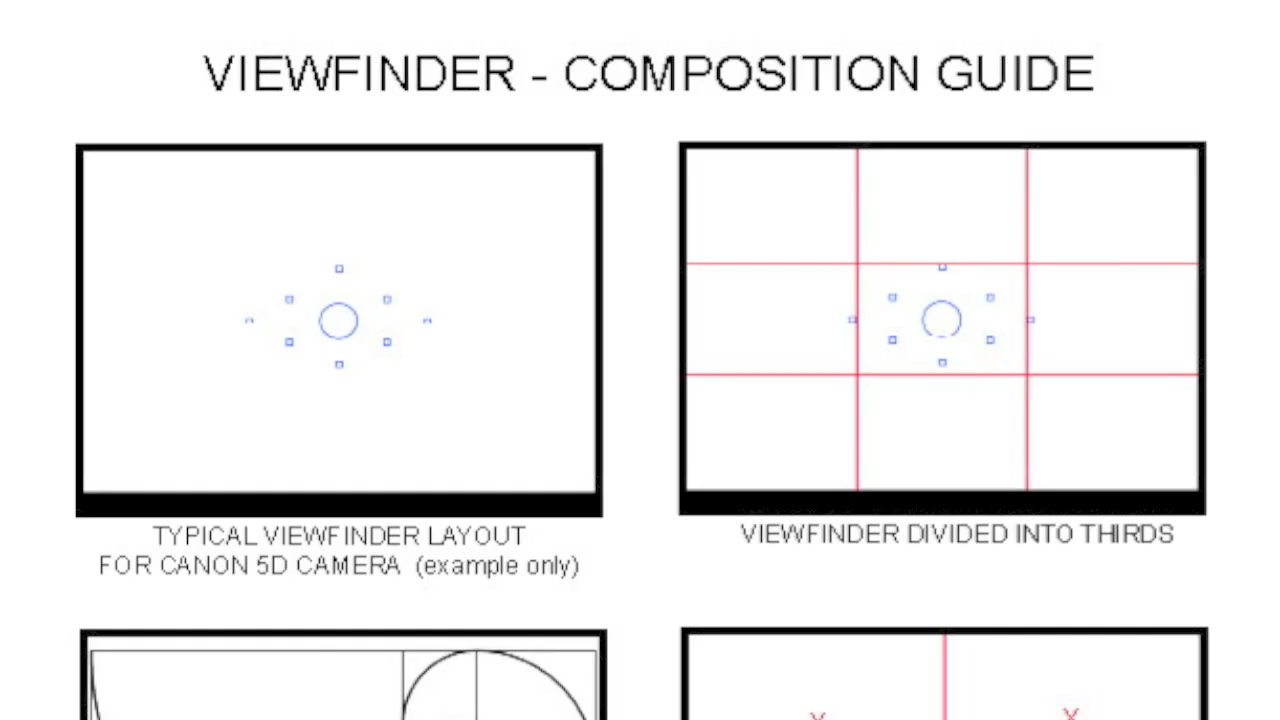 VIEWFINDER - COMPOSITION GUIDE
TYPICAL VIEWFINDER LAYOUT
FOR CANON 5D CAMERA (example only)
VIEWFINDER DIVIDED INTO THIRDS
X
X